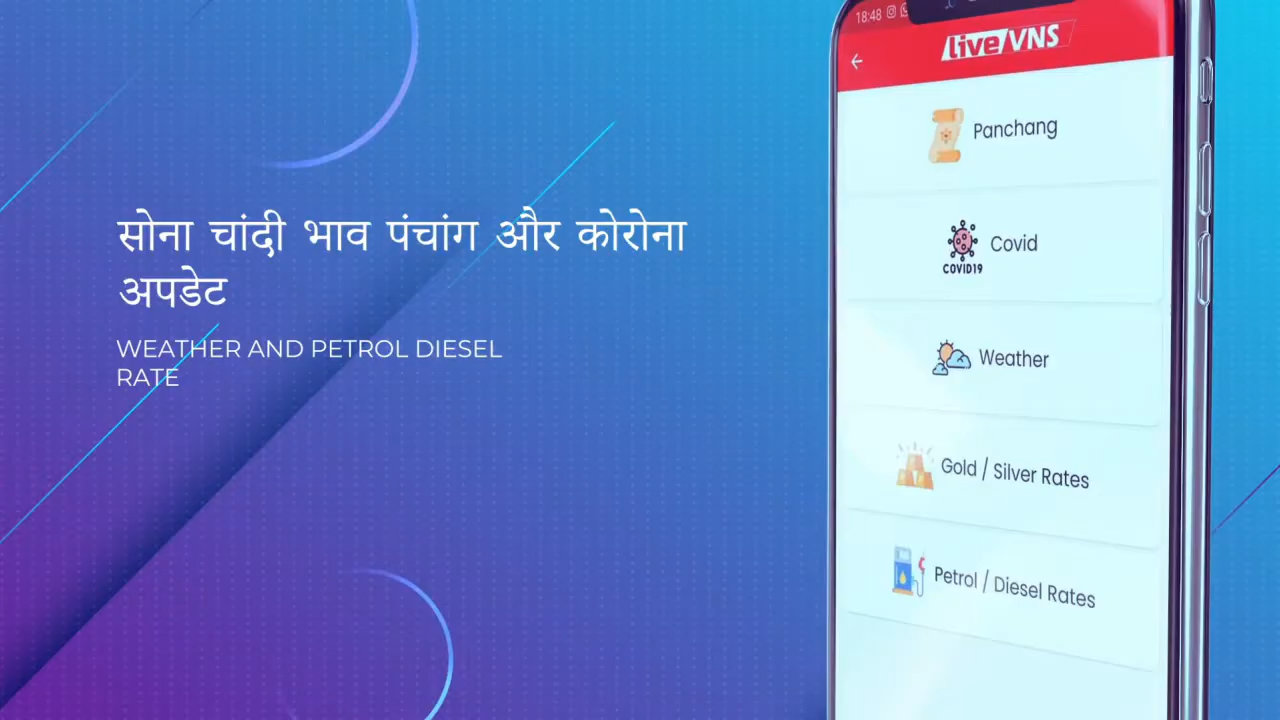 सोना चांदी भाव पंचांग और कोरोना
अपडेट
WEATHER AND PETROL DIESEL
RATE
18:48
live VNS
Panchang
COVID19
Covid
Weather
Gold / Silver Rates
Petrol / Diesel Rates